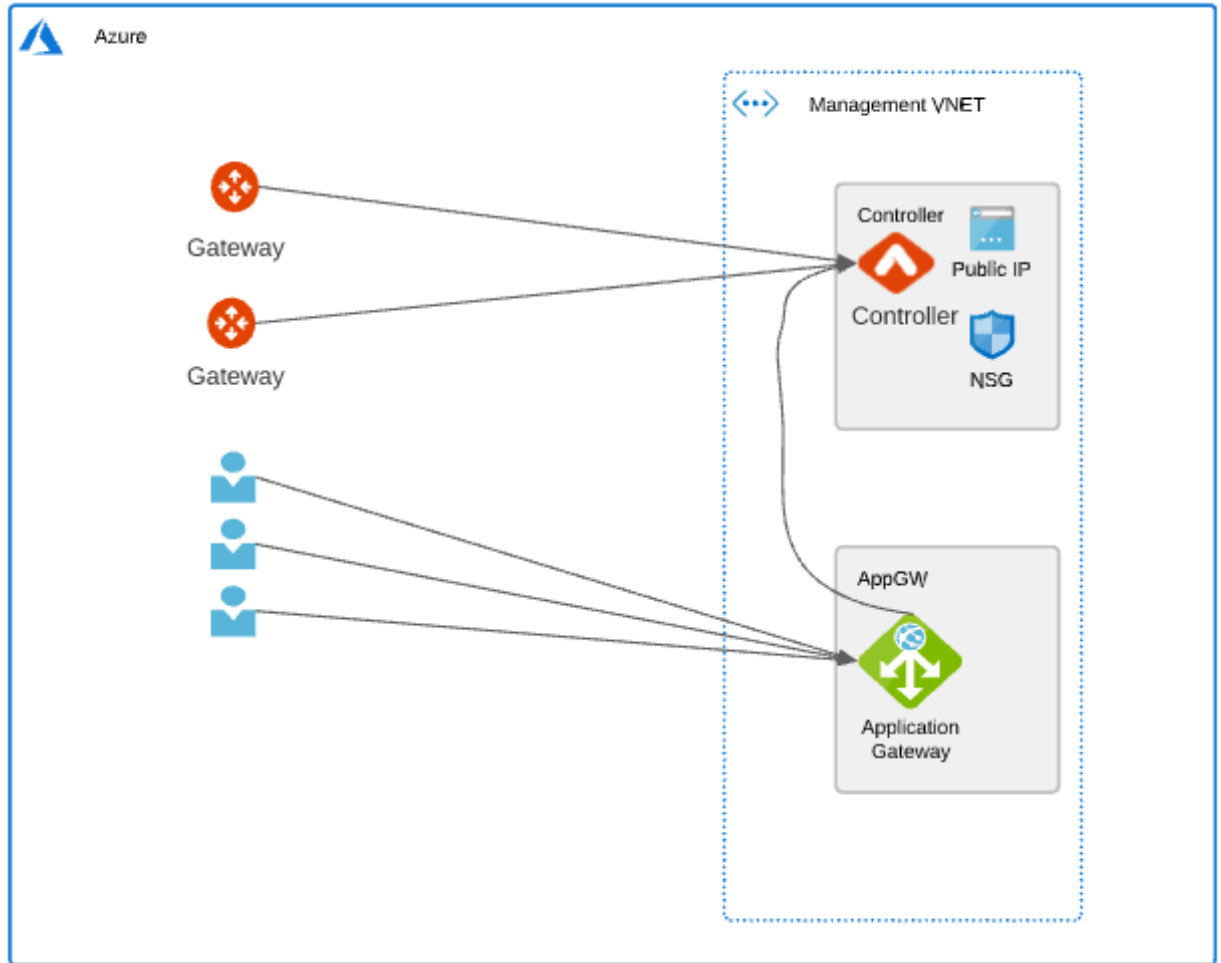 Azure
Management VNET
Gateway
Gateway
Controller
Public IP
Controller
NSG
AppGW
Application
Gateway